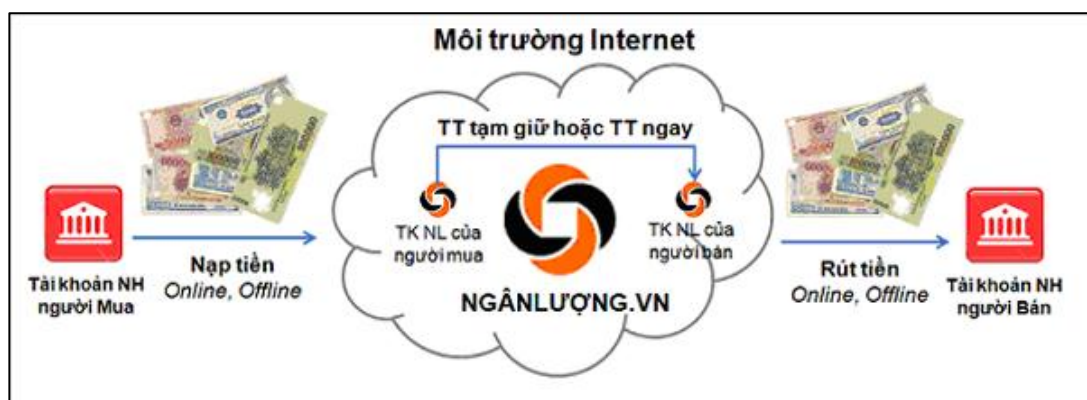 Môi trường Internet
TT tạm giữ hoặc TT ngay
TK NL của
người mua
TK NL của
người bán
NGÂNLƯỢNG.VN
Nạp tiền
Online, Offline
Rút tiền
Online, Offline
Tài khoản NH
người Mua
Tài khoản NH
người Bán